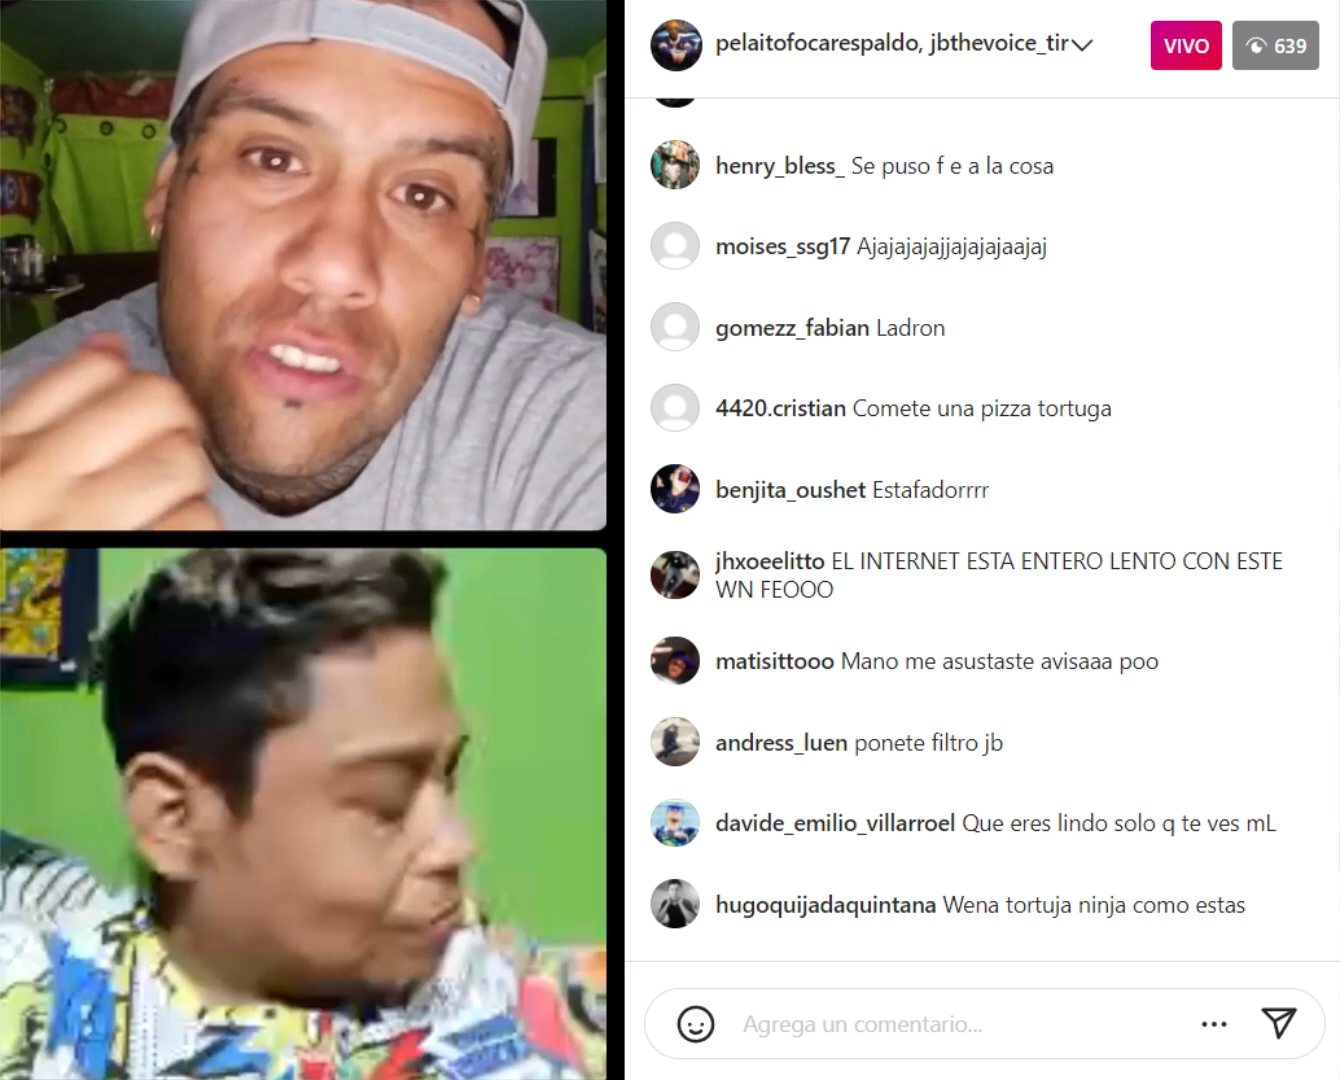 pelaitofocarespaldo, jbthevoice_tir
VIVO
639
henry_bless_ Se puso f e a la cosa
moises_ssg17 Ajajajajajjajajajaajaj
gomezz_fabian Ladron
4420.cristian Comete una pizza tortuga
benjita_oushet Estafadorrrr
jhxoeelitto EL INTERNET ESTA ENTERO LENTO CON ESTE
WN FEOOO
matisittooo Mano me asustaste avisaaa poo
andress_luen ponete filtro jb
davide_emilio_villarroel Que eres lindo solo q te ves mL
hugoquijadaquintana Wena tortuja ninja como estas
Agrega un comentario...